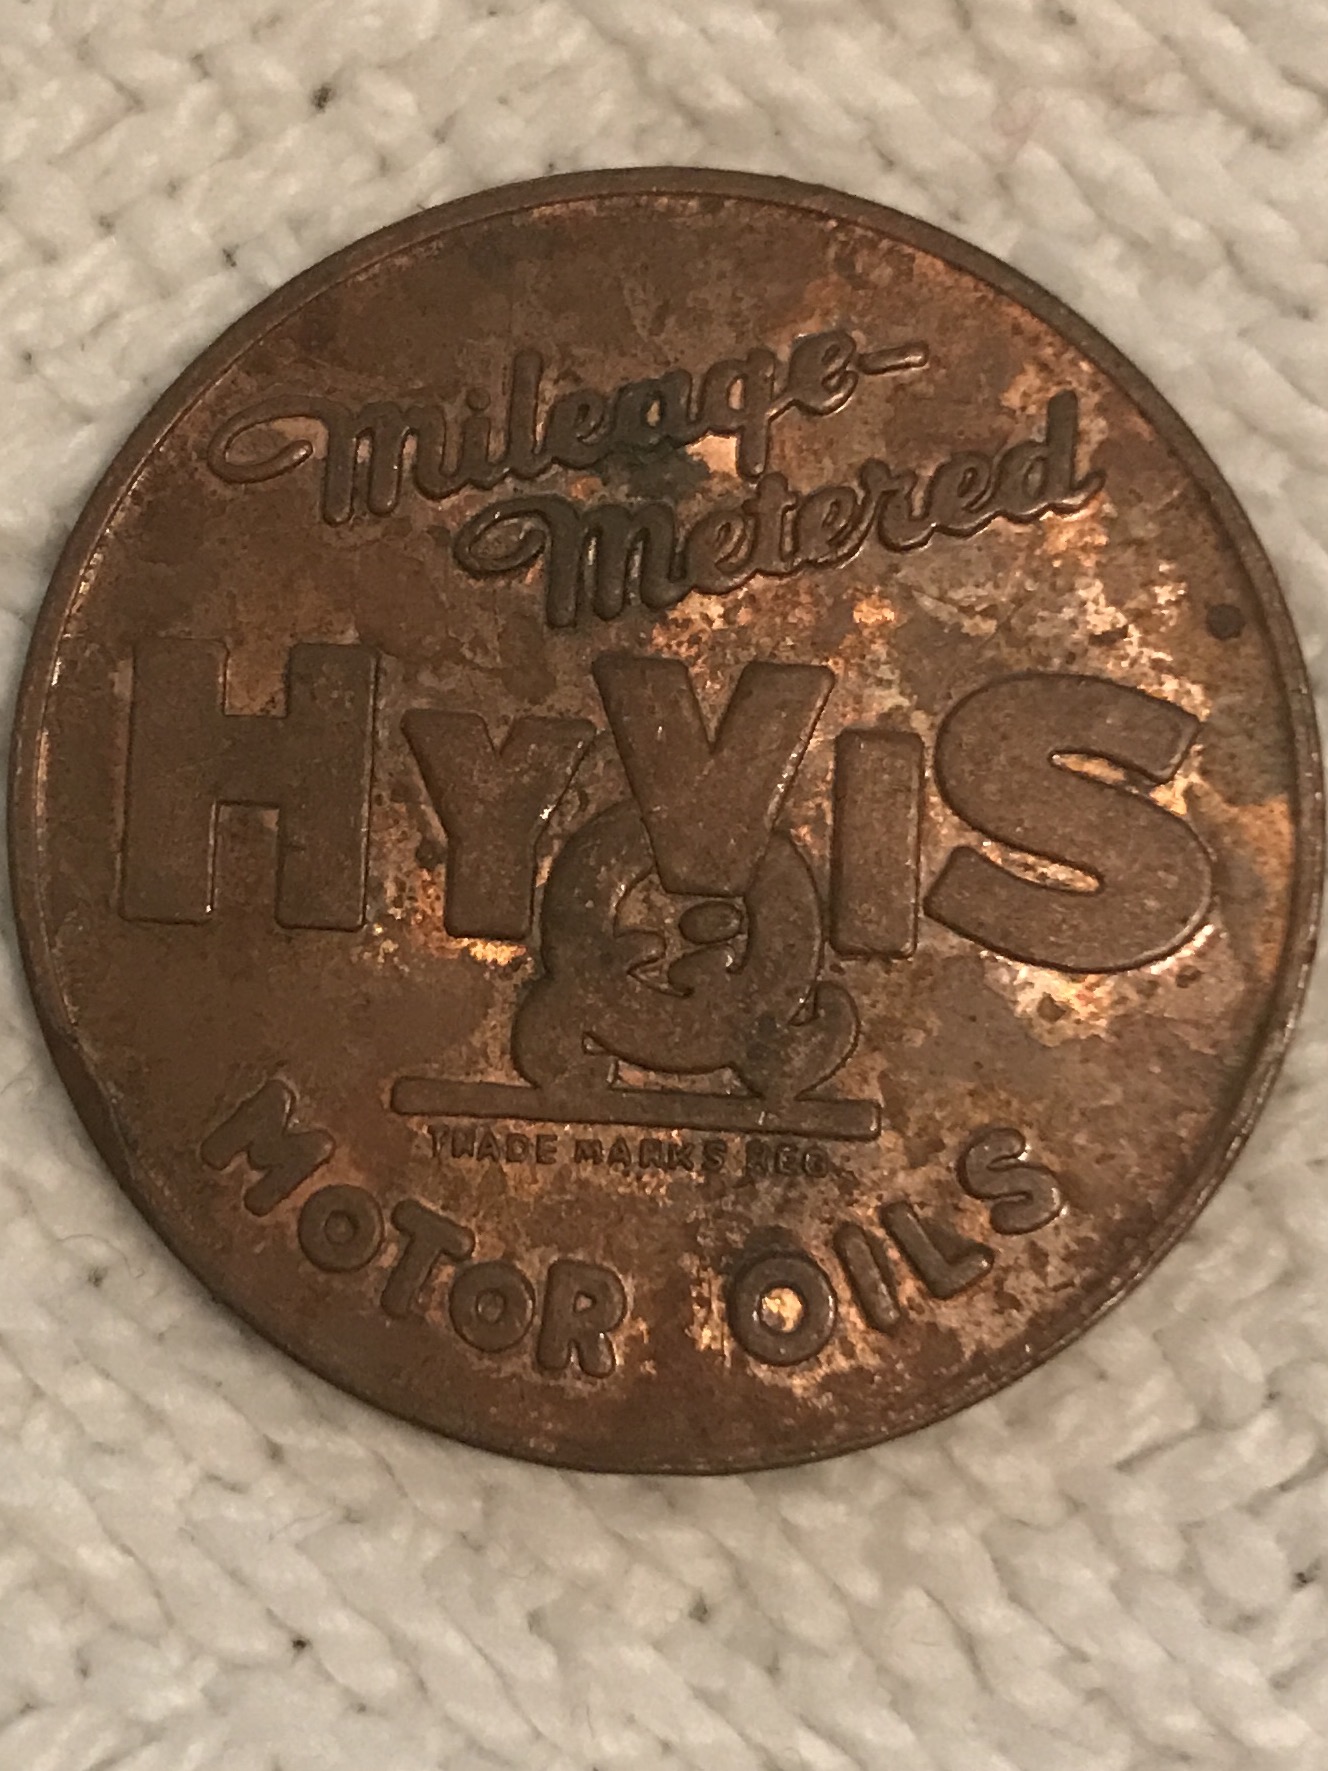 Mileage-
Metered
HYVIS
TRADE MARKS REG.
MOTOR OILS